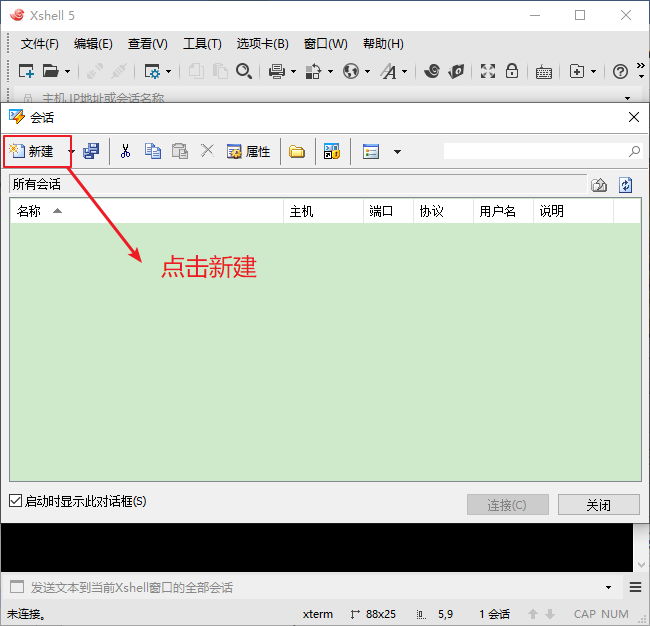 Xshell 5
文件(F) 编辑(E) 查看(V) 工具(T) 选项卡(B) 窗口(W) 帮助(H)
主机,IP地址或会话名称
会话
新建 属性
所有会话
名称 主机 端口 协议 用户名 说明
点击新建
启动时显示此对话框(S) 连接(C) 关闭
发送文本到当前Xshell窗口的全部会话
未连接。 xterm 88x25 5,9 1 会话 CAP NUM